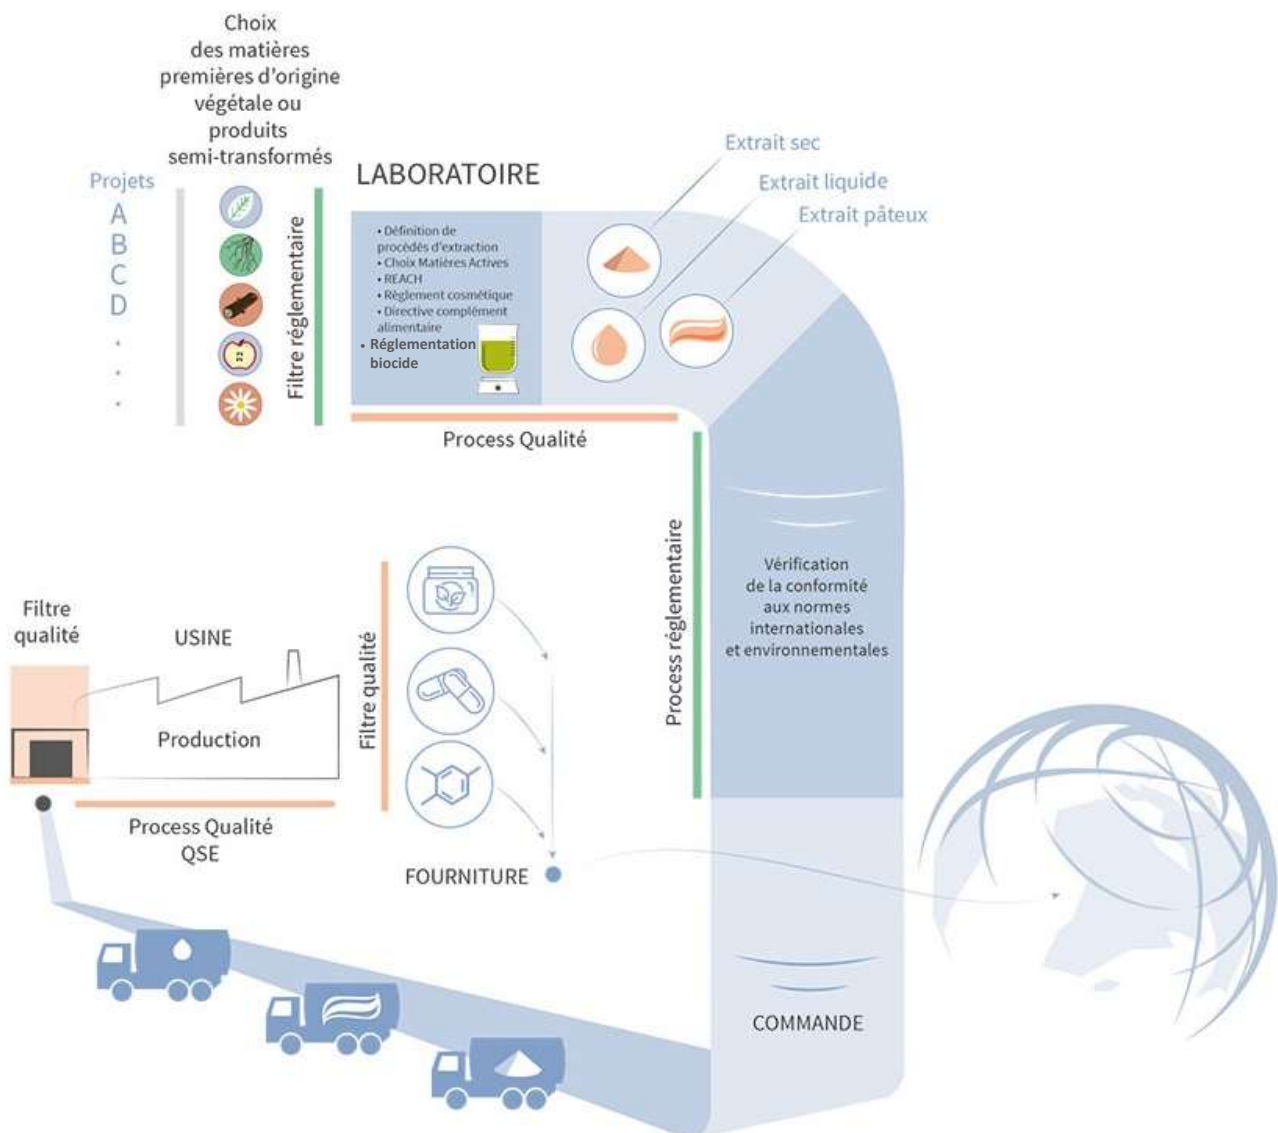 Choix
des matières
premières d'origine
végétale ou
produits
semi-transformés
Projets
A
B
C
D
.
.
.
Filtre réglementaire
LABORATOIRE
• Définition de
procédés d'extraction
• Choix Matières Actives
• REACH
• Règlement cosmétique
• Directive complément
alimentaire
• Réglementation
biocide
Process Qualité
Extrait sec
Extrait liquide
Extrait pâteux
Process réglementaire
Vérification
de la conformité
aux normes
internationales
et environnementales
COMMANDE
Filtre
qualité
USINE
Production
Process Qualité
QSE
Filtre qualité
FOURNITURE